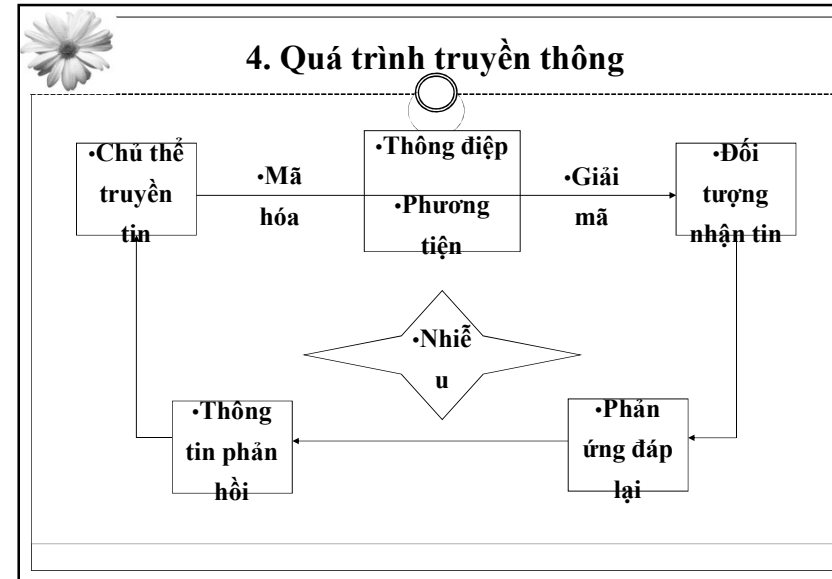 4. Quá trình truyền thông
•Chủ thể
truyền
tin
•Mã
hóa
•Thông điệp
•Phương
tiện
•Giải
mã
•Đối
tượng
nhận tin
•Nhiễ
u
•Thông
tin phản
hồi
•Phản
ứng đáp
lại